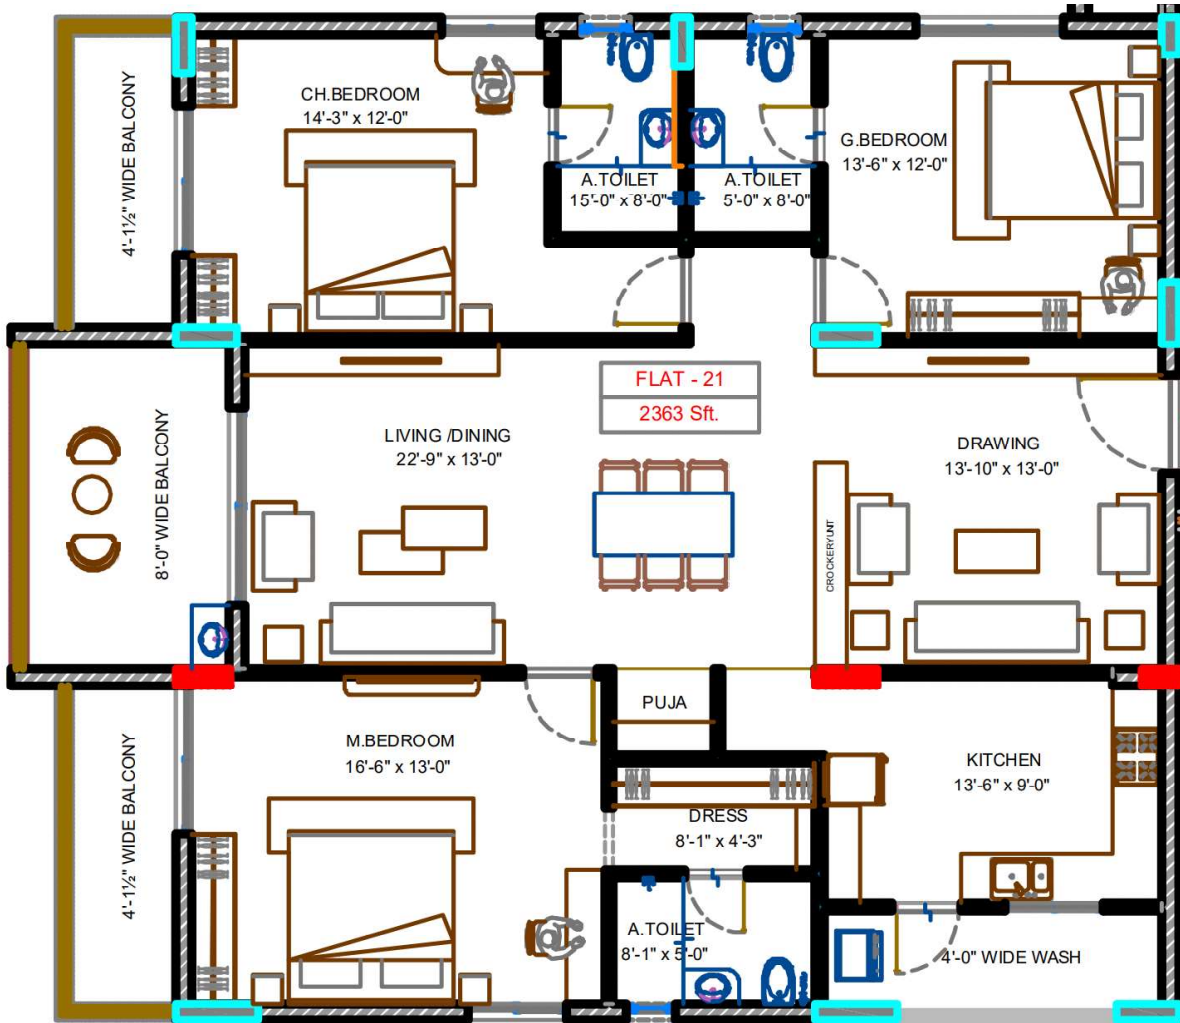 4'-1½" WIDE BALCONY
CH.BEDROOM
14'-3" x 12'-0"
A.TOILET
15'-0" x 8'-0"
A.TOILET
5'-0" x 8'-0"
G.BEDROOM
13'-6" x 12'-0"
FLAT - 21
2363 Sft.
8'-0" WIDE BALCONY
LIVING /DINING
22'-9" x 13'-0"
CROCKERYUNIT
DRAWING
13'-10" x 13'-0"
4'-1½" WIDE BALCONY
M.BEDROOM
16'-6" x 13'-0"
PUJA
DRESS
8'-1" x 4'-3"
KITCHEN
13'-6" x 9'-0"
A.TOILET
8'-1" x 5'-0"
4'-0" WIDE WASH